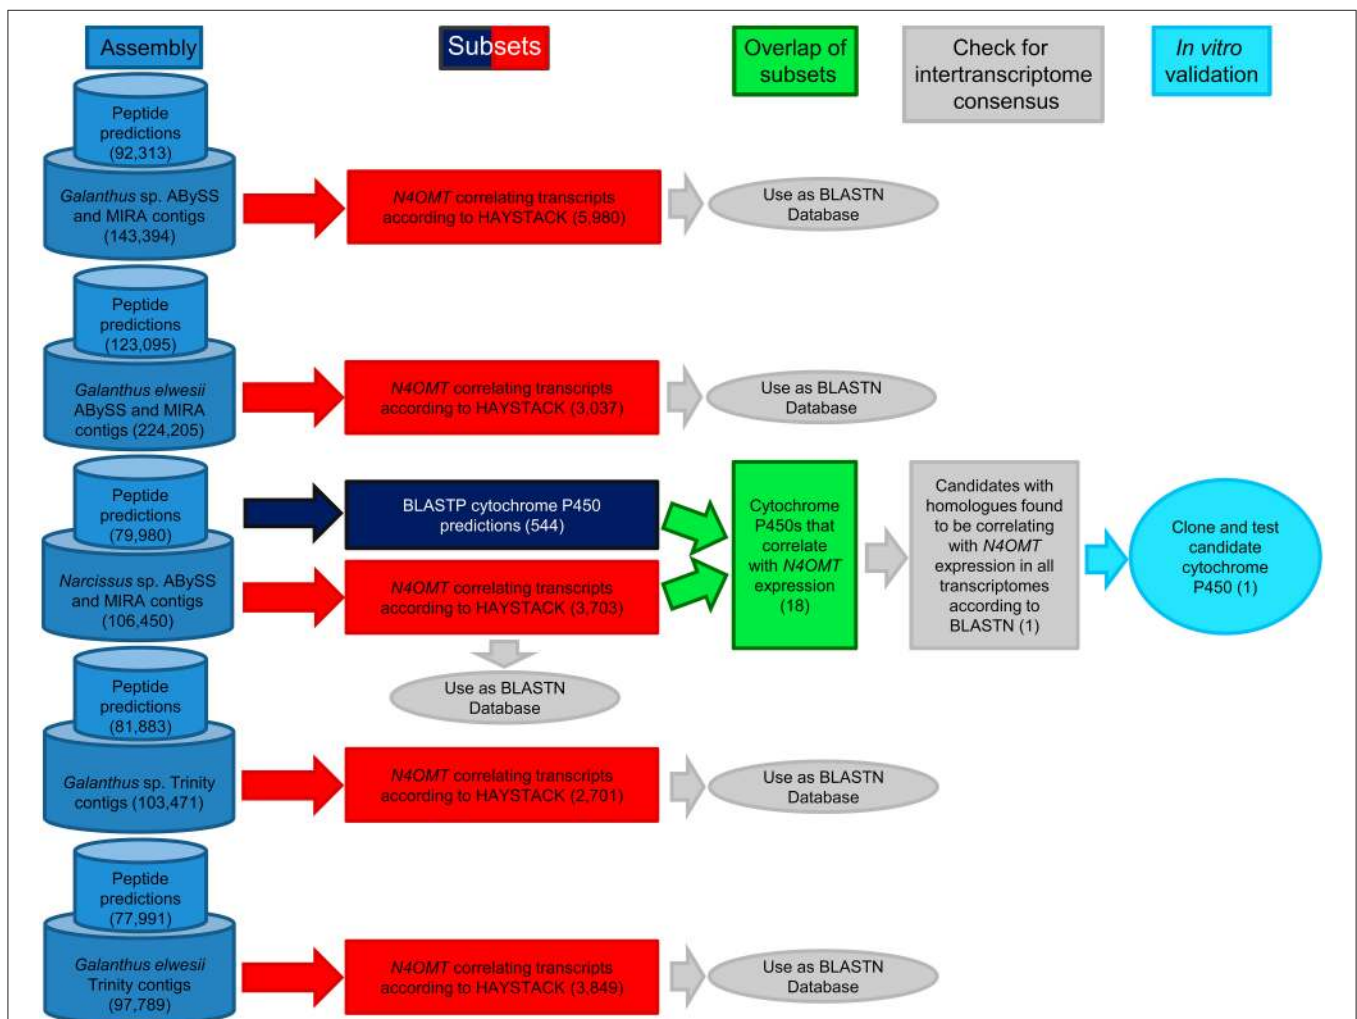 Assembly
Subsets
Overlap of
subsets
Check for
intertranscriptome
consensus
In vitro
validation
Peptide
predictions
(92,313)
Galanthus sp. ABySS
and MIRA contigs
(143,394)
N4OMT correlating transcripts
according to HAYSTACK (5,980)
Use as BLASTN
Database
Peptide
predictions
(123,095)
Galanthus elwesii
ABySS and MIRA
contigs (224,205)
N4OMT correlating transcripts
according to HAYSTACK (3,037)
Use as BLASTN
Database
Peptide
predictions
(79,980)
Narcissus sp. ABySS
and MIRA contigs
(106,450)
BLASTP cytochrome P450
predictions (544)
N4OMT correlating transcripts
according to HAYSTACK (3,703)
Use as BLASTN
Database
Cytochrome
P450s that
correlate
with N4OMT
expression
(18)
Candidates with
homologues found
to be correlating
with N4OMT
expression in all
transcriptomes
according to
BLASTN (1)
Clone and test
candidate
cytochrome
P450 (1)
Peptide
predictions
(81,883)
Galanthus sp. Trinity
contigs (103,471)
N4OMT correlating transcripts
according to HAYSTACK (2,701)
Use as BLASTN
Database
Peptide
predictions
(77,991)
Galanthus elwesii
Trinity contigs
(97,789)
N4OMT correlating transcripts
according to HAYSTACK (3,849)
Use as BLASTN
Database